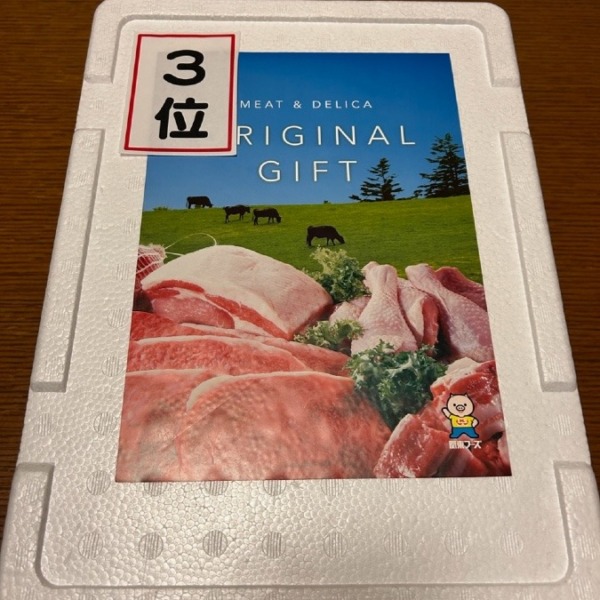 3
位
MEAT & DELICA
RIGINAL
GIFT